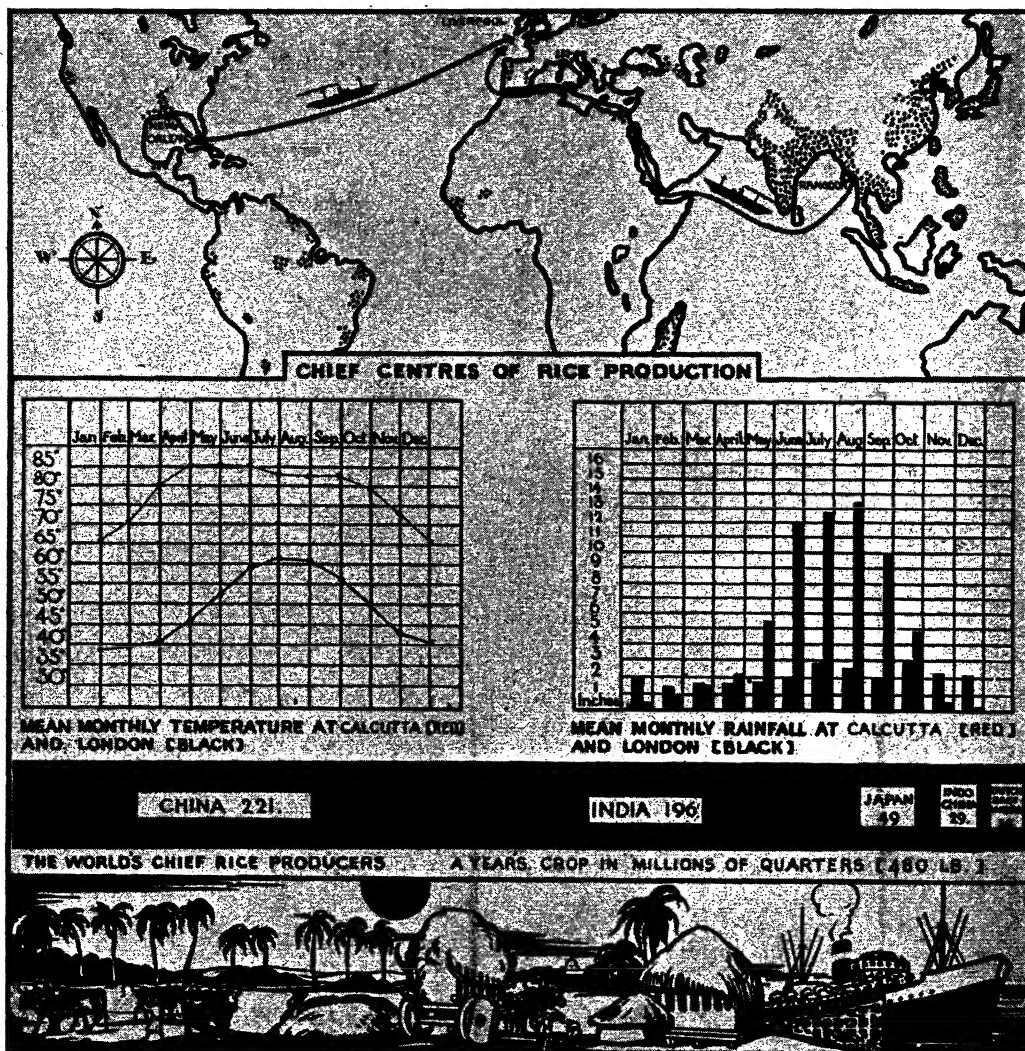 LIVERPOOL
DELTA
RANGOON
N
W E
S
CHIEF CENTRES OF RICE PRODUCTION
Jan. Feb. Mar. April May June July Aug. Sep. Oct. Nov. Dec.
85°
80°
75°
70°
65°
60°
55°
50°
45°
40°
35°
30°
MEAN MONTHLY TEMPERATURE AT CALCUTTA [RED]
AND LONDON [BLACK]
Jan. Feb. Mar. April May June July Aug. Sep. Oct. Nov. Dec.
16
15
14
13
12
11
10
9
8
7
6
5
4
3
2
1
Inches
MEAN MONTHLY RAINFALL AT CALCUTTA [RED]
AND LONDON [BLACK]
CHINA 221.
INDIA 196
JAPAN
49
INDO
CHINA
29.
THE WORLD'S CHIEF RICE PRODUCERS A YEARS CROP IN MILLIONS OF QUARTERS [480 LB.]